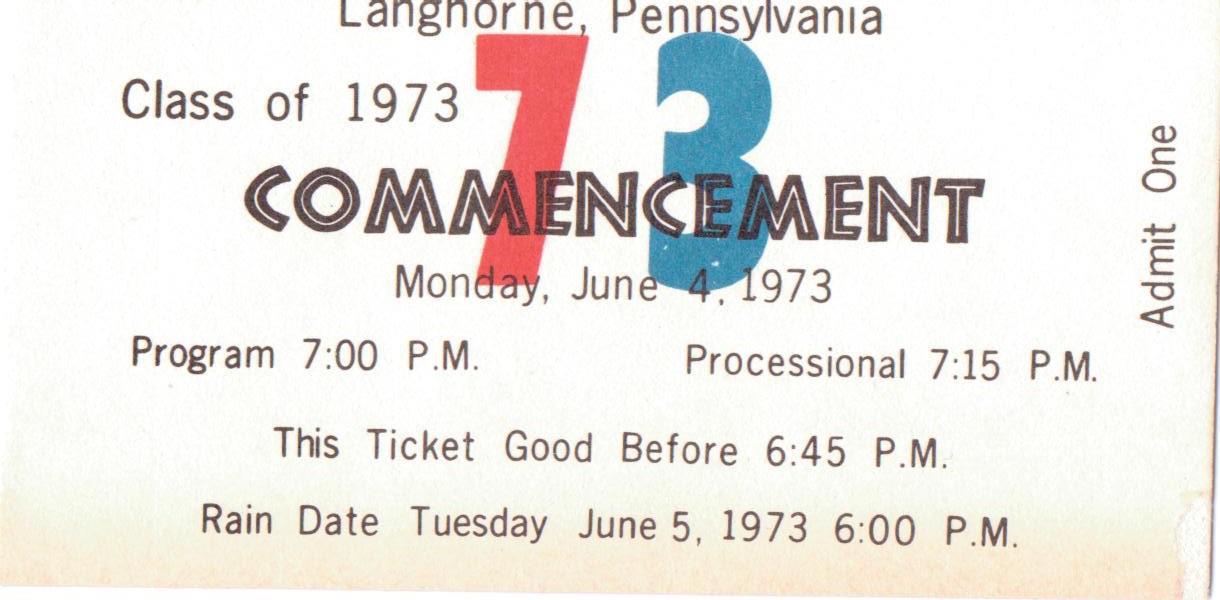 Langhorne, Pennsylvania
73
Class of 1973
COMMENCEMENT
Monday, June 4, 1973
Program 7:00 P.M. Processional 7:15 P.M.
This Ticket Good Before 6:45 P.M.
Rain Date Tuesday June 5, 1973 6:00 P.M.
Admit One